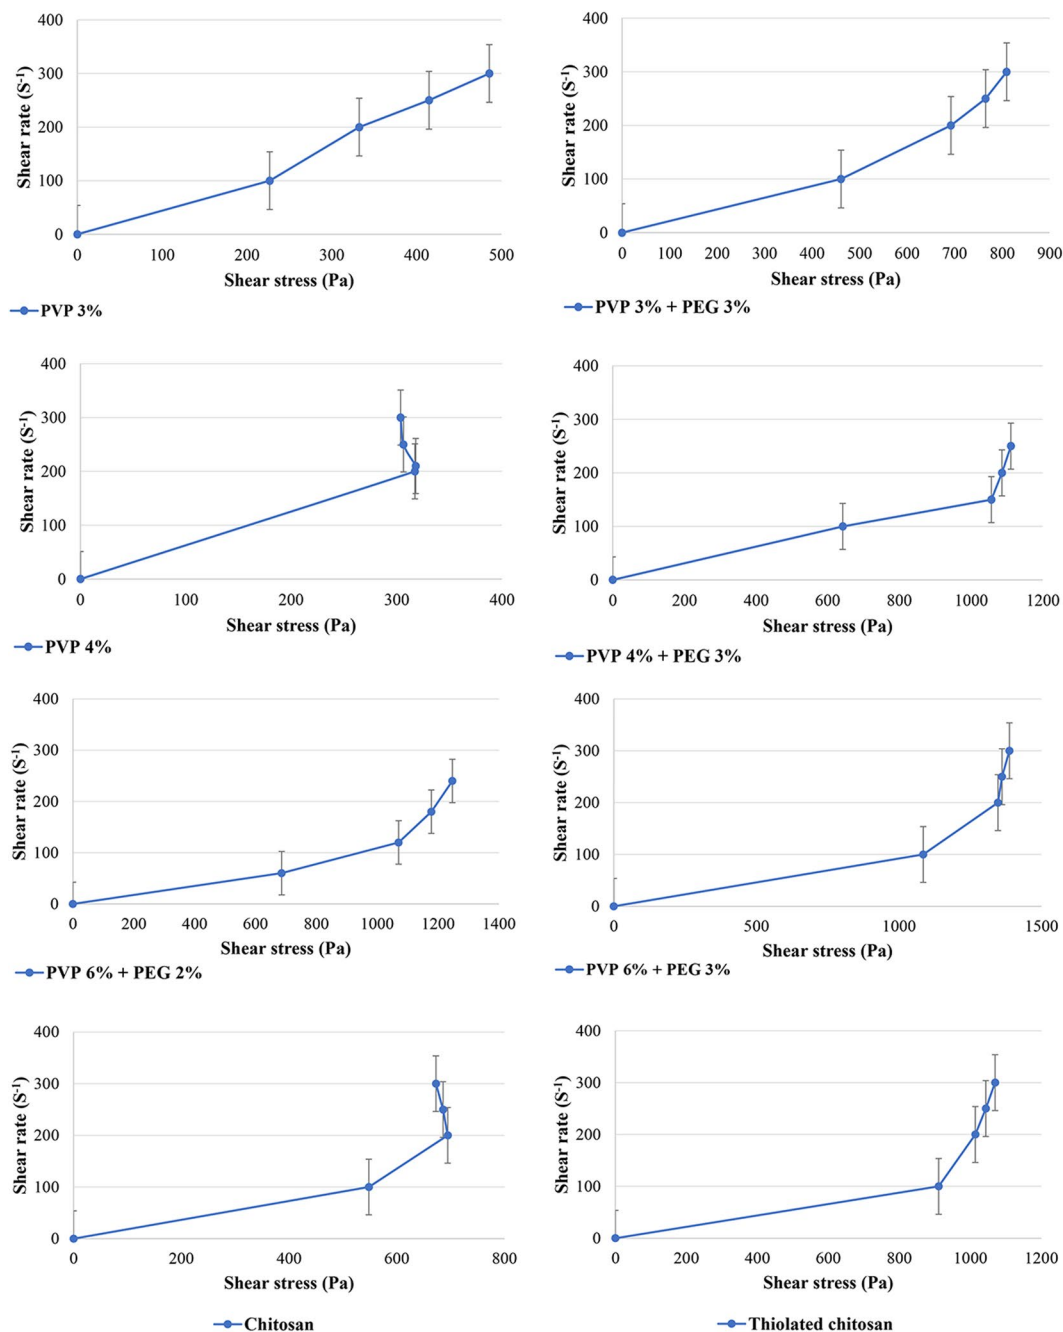 400
300
200
100
0
Shear rate (S-1)
0 100 200 300 400 500
Shear stress (Pa)
PVP 3%
400
300
200
100
0
Shear rate (S-1)
0 100 200 300 400 500 600 700 800 900
Shear stress (Pa)
PVP 3% + PEG 3%
400
300
200
100
0
Shear rate (S-1)
0 100 200 300 400
Shear stress (Pa)
PVP 4%
400
300
200
100
0
Shear rate (S-1)
0 200 400 600 800 1000 1200
Shear stress (Pa)
PVP 4% + PEG 3%
400
300
200
100
0
Shear rate (S-1)
0 200 400 600 800 1000 1200 1400
Shear stress (Pa)
PVP 6% + PEG 2%
400
300
200
100
0
Shear rate (S-1)
0 500 1000 1500
Shear stress (Pa)
PVP 6% + PEG 3%
400
300
200
100
0
Shear rate (S-1)
0 200 400 600 800
Shear stress (Pa)
Chitosan
400
300
200
100
0
Shear rate (S-1)
0 200 400 600 800 1000 1200
Shear stress (Pa)
Thiolated chitosan